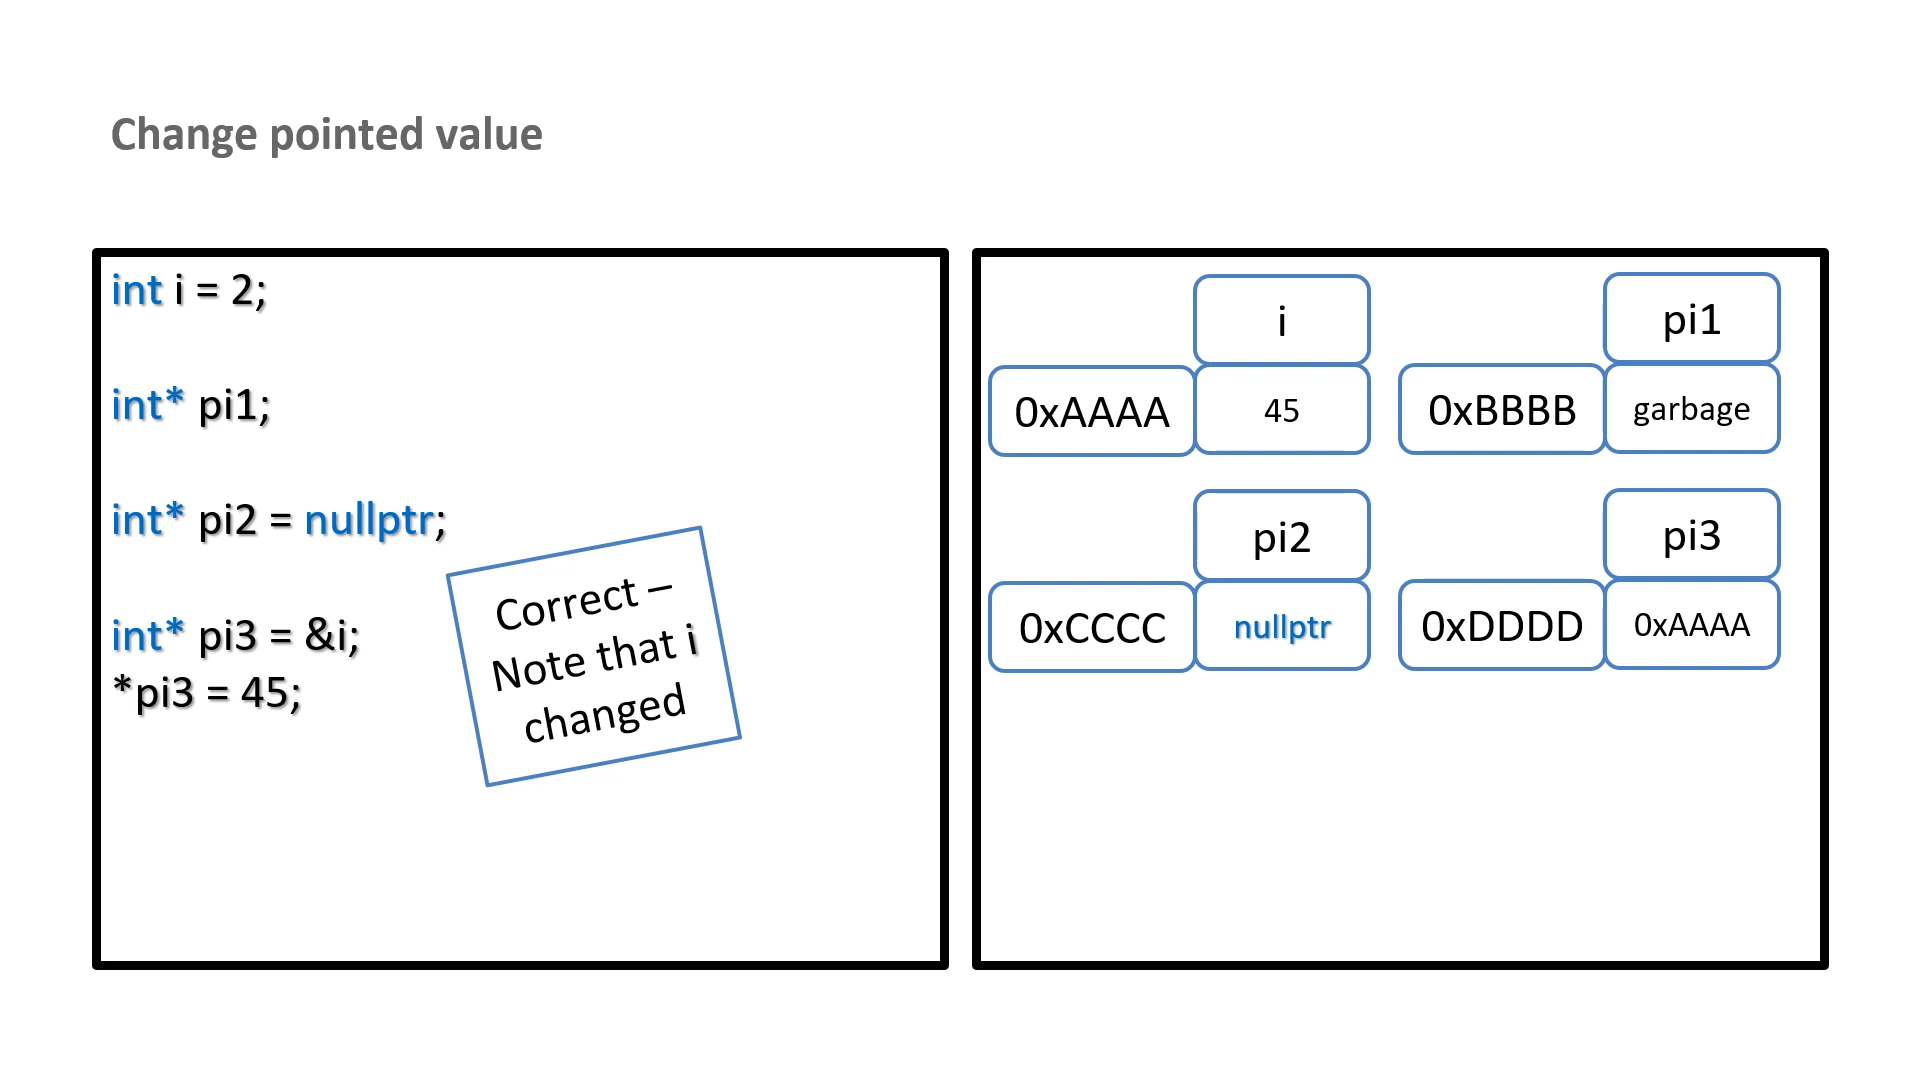 Change pointed value
int i = 2;
int* pi1;
int* pi2 = nullptr;
int* pi3 = &i;
*pi3 = 45;
Correct –
Note that i
changed
i
0xAAAA 45
pi1
0xBBBB garbage
pi2
0xCCCC nullptr
pi3
0xDDDD 0xAAAA